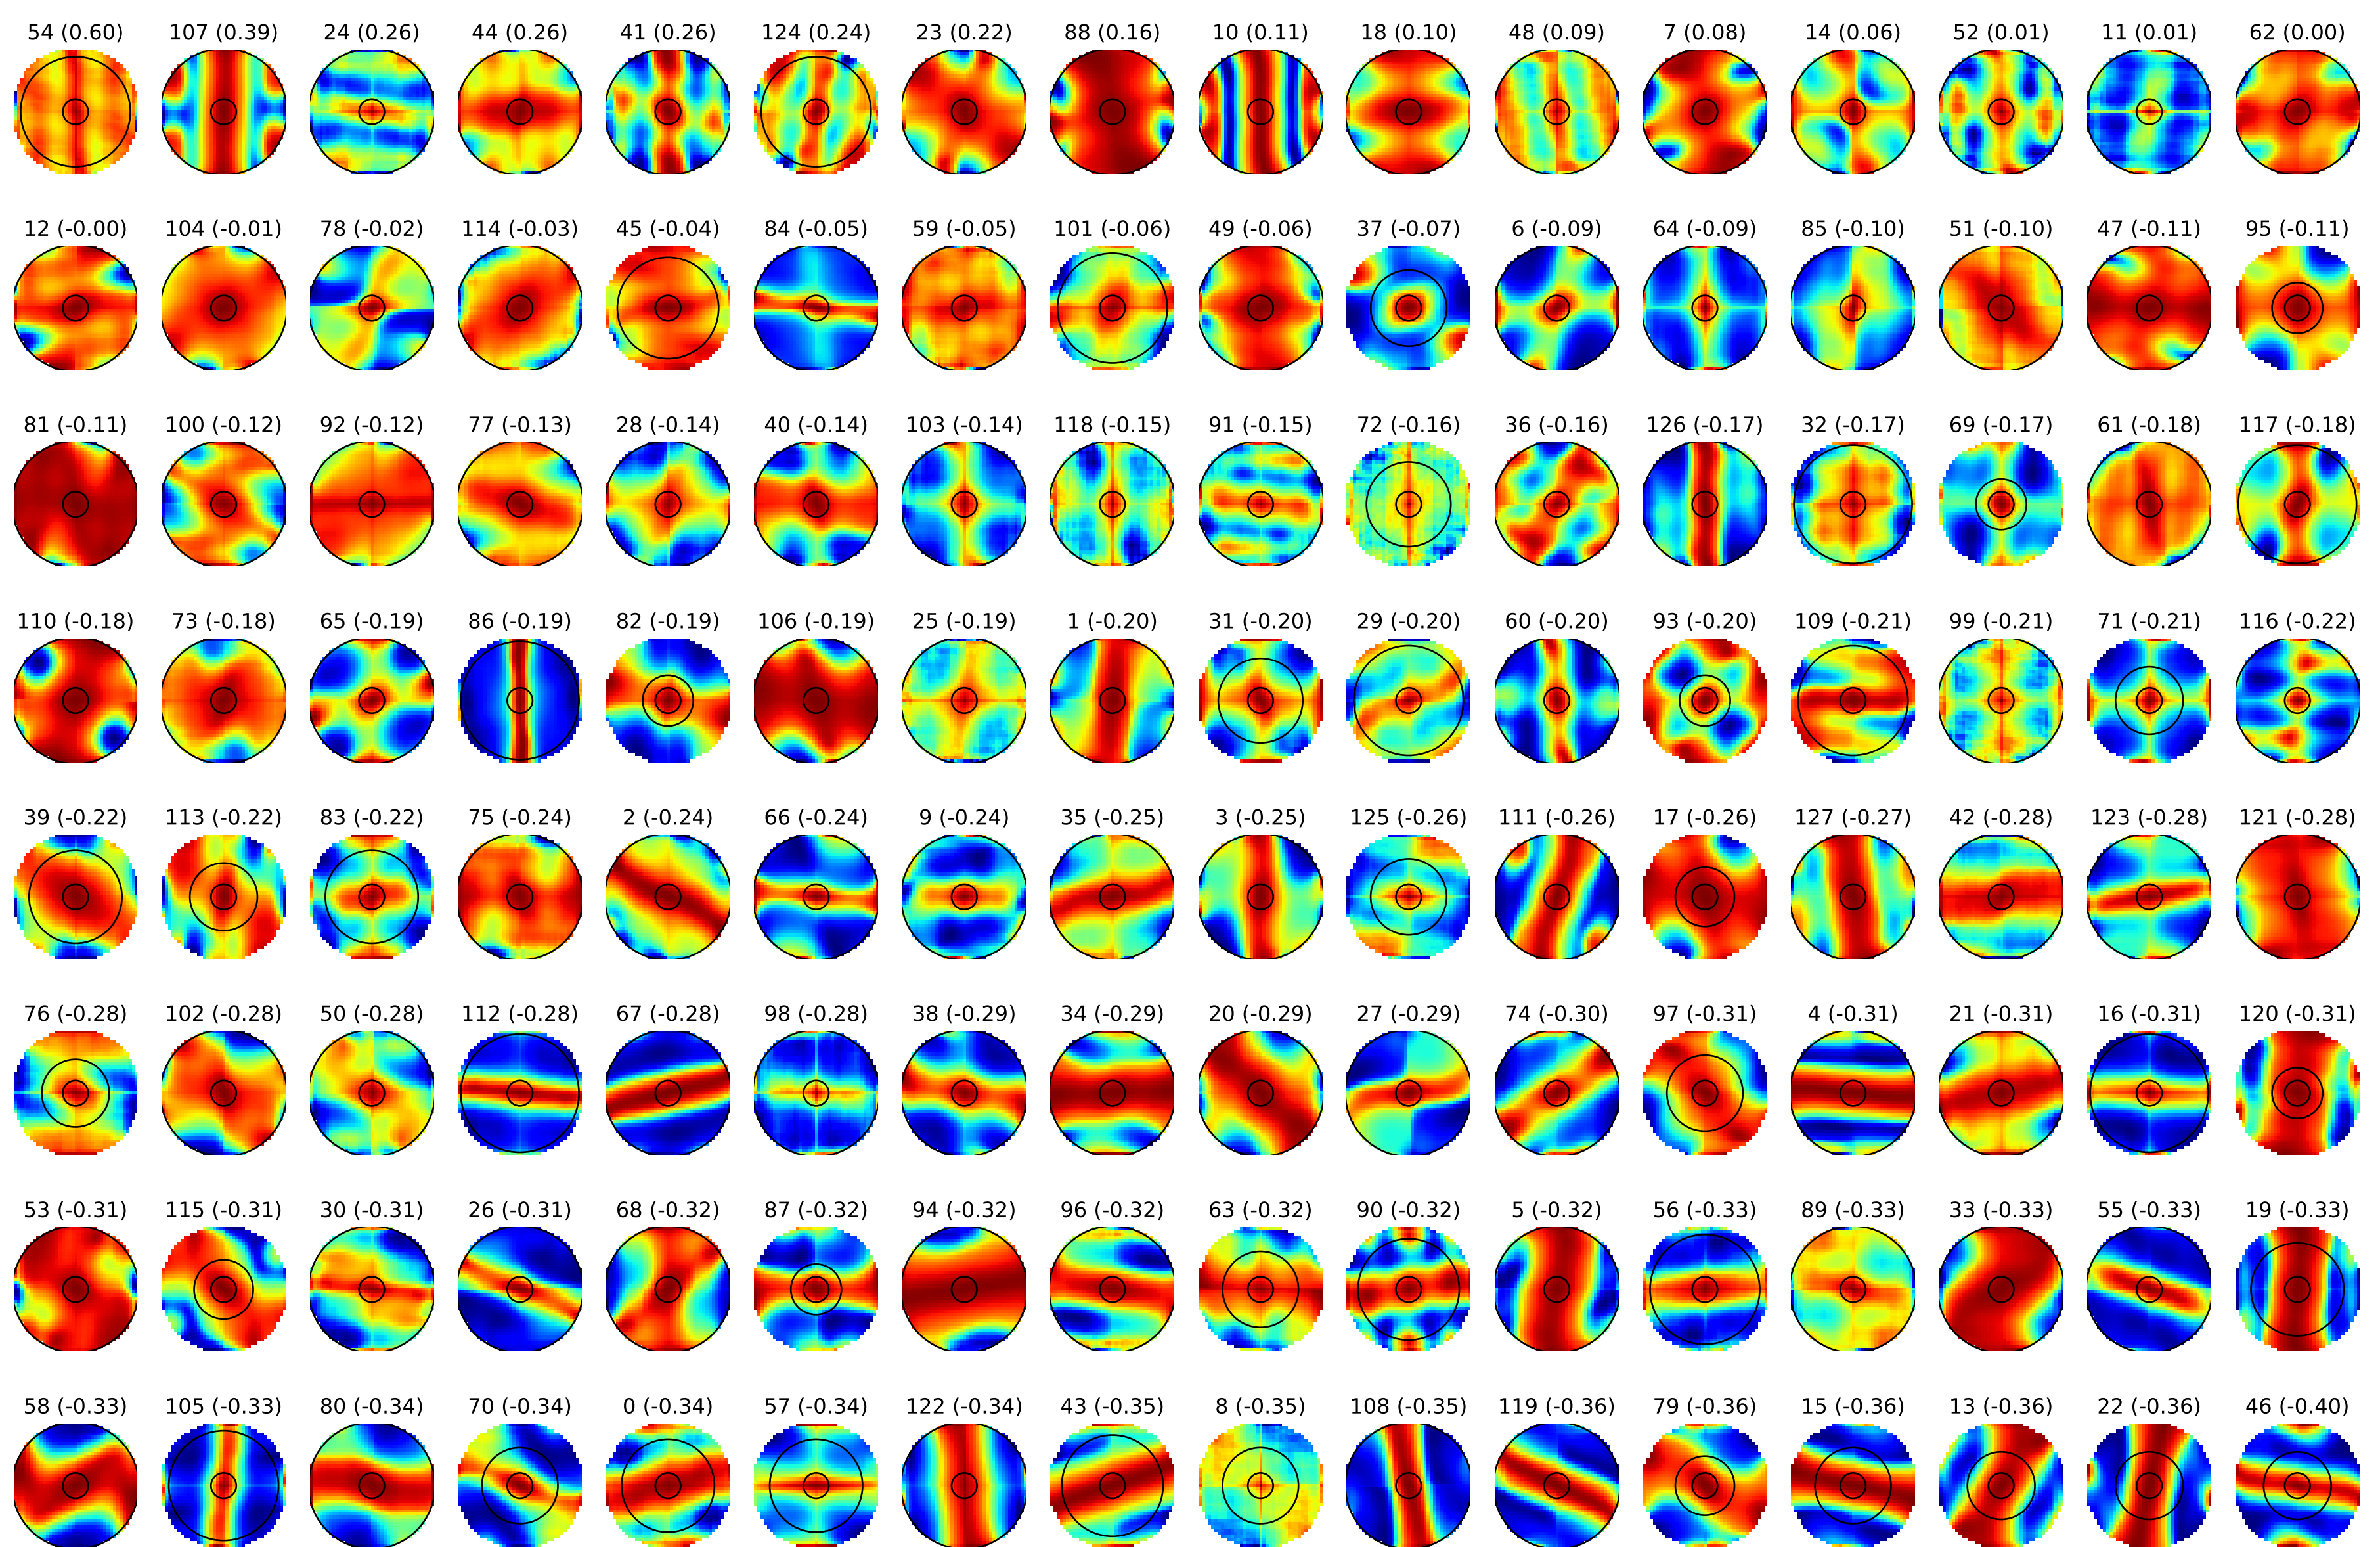 54 (0.60) 107 (0.39) 24 (0.26) 44 (0.26) 41 (0.26) 124 (0.24) 23 (0.22) 88 (0.16) 10 (0.11) 18 (0.10) 48 (0.09) 7 (0.08) 14 (0.06) 52 (0.01) 11 (0.01) 62 (0.00)
12 (-0.00) 104 (-0.01) 78 (-0.02) 114 (-0.03) 45 (-0.04) 84 (-0.05) 59 (-0.05) 101 (-0.06) 49 (-0.06) 37 (-0.07) 6 (-0.09) 64 (-0.09) 85 (-0.10) 51 (-0.10) 47 (-0.11) 95 (-0.11)
81 (-0.11) 100 (-0.12) 92 (-0.12) 77 (-0.13) 28 (-0.14) 40 (-0.14) 103 (-0.14) 118 (-0.15) 91 (-0.15) 72 (-0.16) 36 (-0.16) 126 (-0.17) 32 (-0.17) 69 (-0.17) 61 (-0.18) 117 (-0.18)
110 (-0.18) 73 (-0.18) 65 (-0.19) 86 (-0.19) 82 (-0.19) 106 (-0.19) 25 (-0.19) 1 (-0.20) 31 (-0.20) 29 (-0.20) 60 (-0.20) 93 (-0.20) 109 (-0.21) 99 (-0.21) 71 (-0.21) 116 (-0.22)
39 (-0.22) 113 (-0.22) 83 (-0.22) 75 (-0.24) 2 (-0.24) 66 (-0.24) 9 (-0.24) 35 (-0.25) 3 (-0.25) 125 (-0.26) 111 (-0.26) 17 (-0.26) 127 (-0.27) 42 (-0.28) 123 (-0.28) 121 (-0.28)
76 (-0.28) 102 (-0.28) 50 (-0.28) 112 (-0.28) 67 (-0.28) 98 (-0.28) 38 (-0.29) 34 (-0.29) 20 (-0.29) 27 (-0.29) 74 (-0.30) 97 (-0.31) 4 (-0.31) 21 (-0.31) 16 (-0.31) 120 (-0.31)
53 (-0.31) 115 (-0.31) 30 (-0.31) 26 (-0.31) 68 (-0.32) 87 (-0.32) 94 (-0.32) 96 (-0.32) 63 (-0.32) 90 (-0.32) 5 (-0.32) 56 (-0.33) 89 (-0.33) 33 (-0.33) 55 (-0.33) 19 (-0.33)
58 (-0.33) 105 (-0.33) 80 (-0.34) 70 (-0.34) 0 (-0.34) 57 (-0.34) 122 (-0.34) 43 (-0.35) 8 (-0.35) 108 (-0.35) 119 (-0.36) 79 (-0.36) 15 (-0.36) 13 (-0.36) 22 (-0.36) 46 (-0.40)